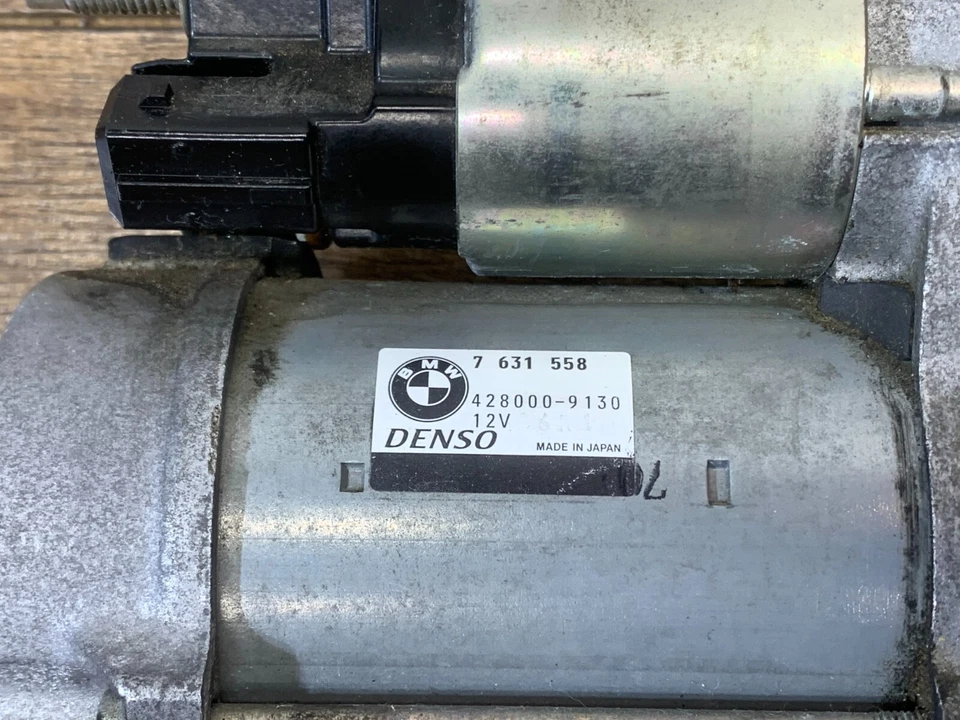 BMW
7 631 558
428000-9130
12V
DENSO
MADE IN JAPAN